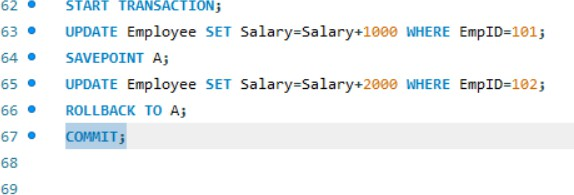 62 START TRANSACTION;
63 UPDATE Employee SET Salary=Salary+1000 WHERE EmpID=101;
64 SAVEPOINT A;
65 UPDATE Employee SET Salary=Salary+2000 WHERE EmpID=102;
66 ROLLBACK TO A;
67 COMMIT;
68
69